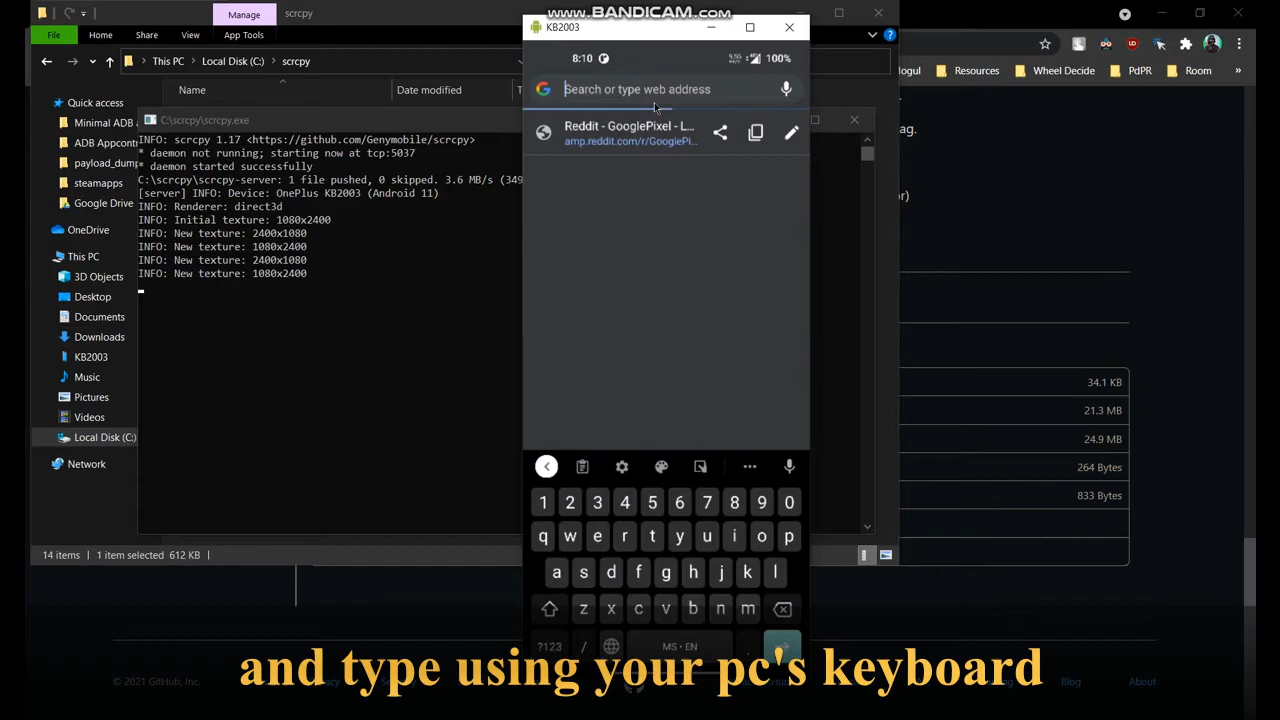 www.BANDICAM.com
Manage
scrcpy
File
Home
Share
View
App Tools
This PC
Local Disk (C:)
scrcpy
Name
Date modified
Quick access
Minimal ADB
ADB Appcont
payload_dump
steamapps
Google Drive
OneDrive
This PC
3D Objects
Desktop
Documents
Downloads
KB2003
Music
Pictures
Videos
Local Disk (C:)
Network
14 items
1 item selected 612 KB
C:\scrcpy\scrcpy.exe
INFO: scrcpy 1.17 <https://github.com/Genymobile/scrcpy>
* daemon not running; starting now at tcp:5037
* daemon started successfully
C:\scrcpy\scrcpy-server: 1 file pushed, 0 skipped. 3.6 MB/s (349
[server] INFO: Device: OnePlus KB2003 (Android 11)
INFO: Renderer: direct3d
INFO: Initial texture: 1080x2400
INFO: New texture: 2400x1080
INFO: New texture: 1080x2400
INFO: New texture: 2400x1080
INFO: New texture: 1080x2400
KB2003
8:10
100%
Search or type web address
Reddit - GooglePixel - L...
amp.reddit.com/r/GooglePi...
1 2 3 4 5 6 7 8 9 0
q w e r t y u i o p
a s d f g h j k l
z x c v b n m
?123 / MS • EN .
ogul
Resources
Wheel Decide
PdPR
Room
ag.
or)
34.1 KB
21.3 MB
24.9 MB
264 Bytes
833 Bytes
and type using your pc's keyboard
© 2021 GitHub, Inc.
Blog
About